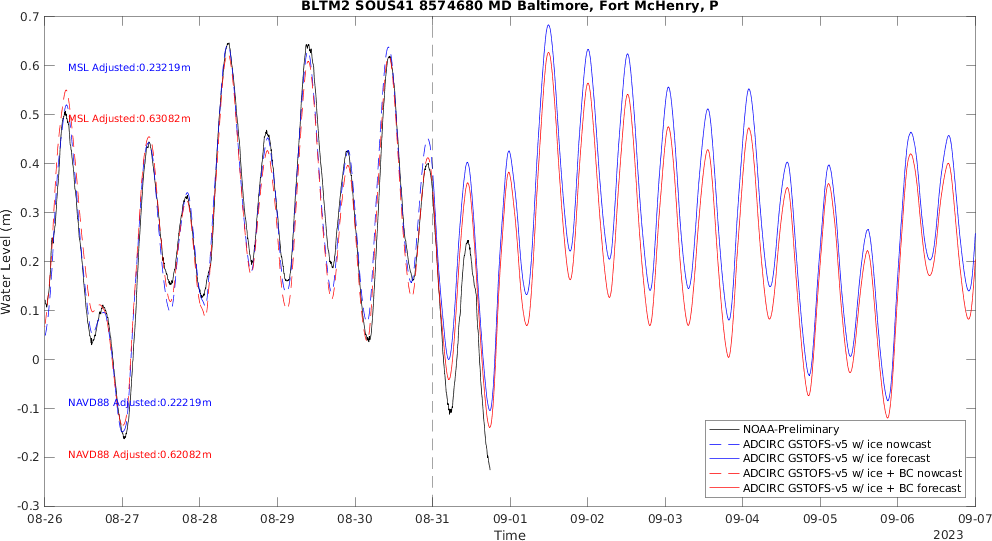 BLTM2 SOUS41 8574680 MD Baltimore, Fort McHenry, P
Water Level (m)
0.7
0.6
0.5
0.4
0.3
0.2
0.1
0
-0.1
-0.2
-0.3
MSL Adjusted:0.23219m
MSL Adjusted:0.63082m
NAVD88 Adjusted:0.22219m
NAVD88 Adjusted:0.62082m
NOAA-Preliminary
ADCIRC GSTOFS-v5 w/ ice nowcast
ADCIRC GSTOFS-v5 w/ ice forecast
ADCIRC GSTOFS-v5 w/ ice + BC nowcast
ADCIRC GSTOFS-v5 w/ ice + BC forecast
08-26 08-27 08-28 08-29 08-30 08-31 09-01 09-02 09-03 09-04 09-05 09-06 09-07
Time
2023